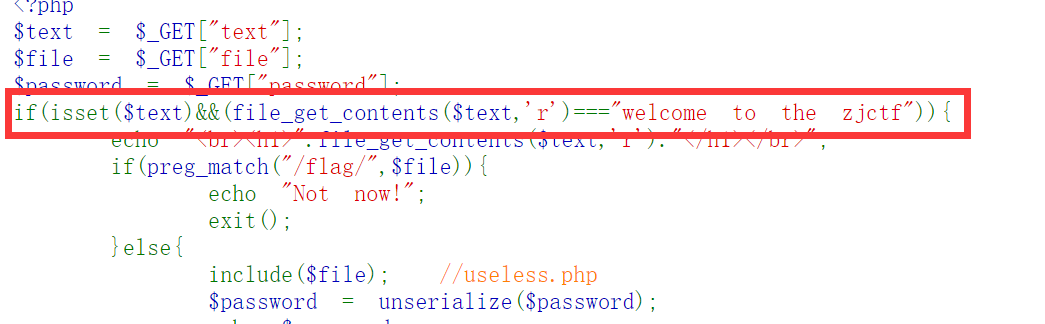 <?php
$text = $_GET["text"];
$file = $_GET["file"];
$password = $_GET["password"];
if(isset($text)&&(file_get_contents($text,'r')==="welcome to the zjctf")){
echo "<br><h1>".file_get_contents($text,'r')."</h1></br>";
if(preg_match("/flag/",$file)){
echo "Not now!";
exit();
}else{
include($file); //useless.php
$password = unserialize($password);